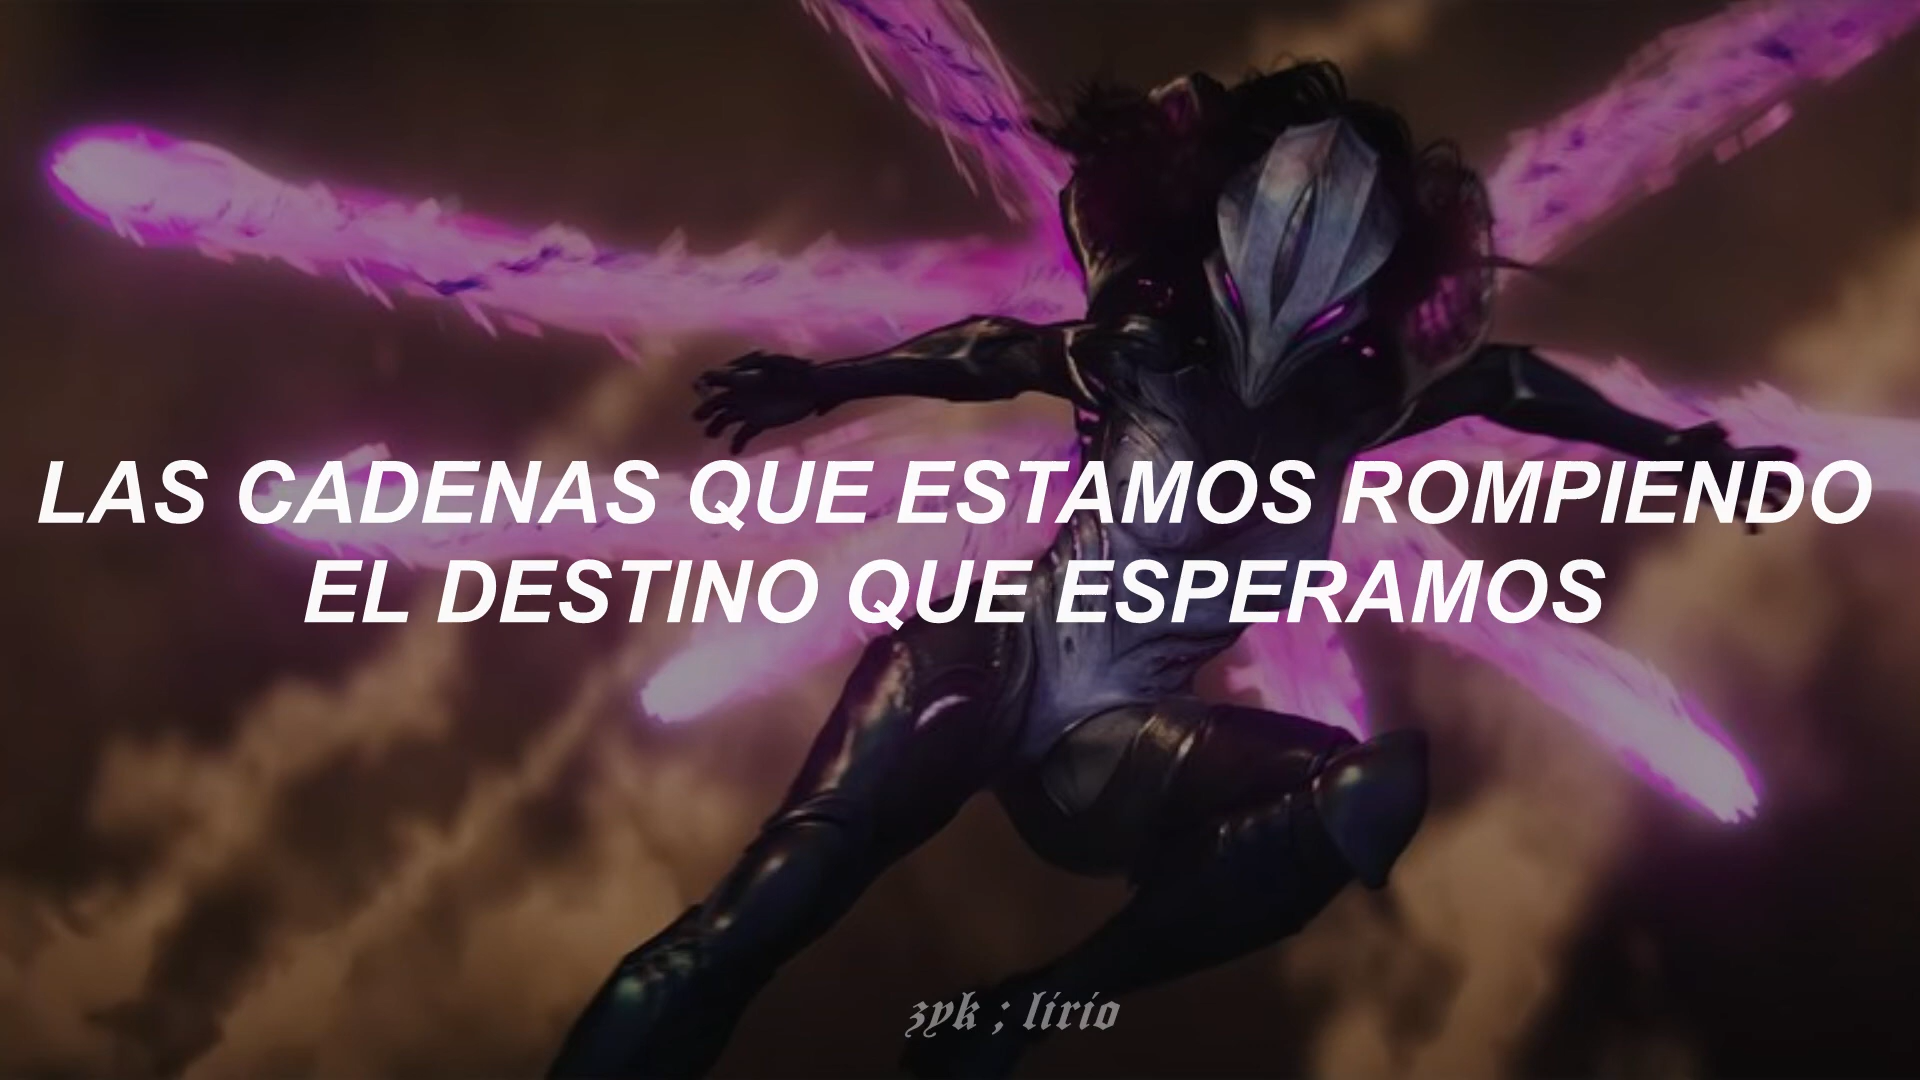 LAS CADENAS QUE ESTAMOS ROMPIENDO
EL DESTINO QUE ESPERAMOS
zyk ; lirio